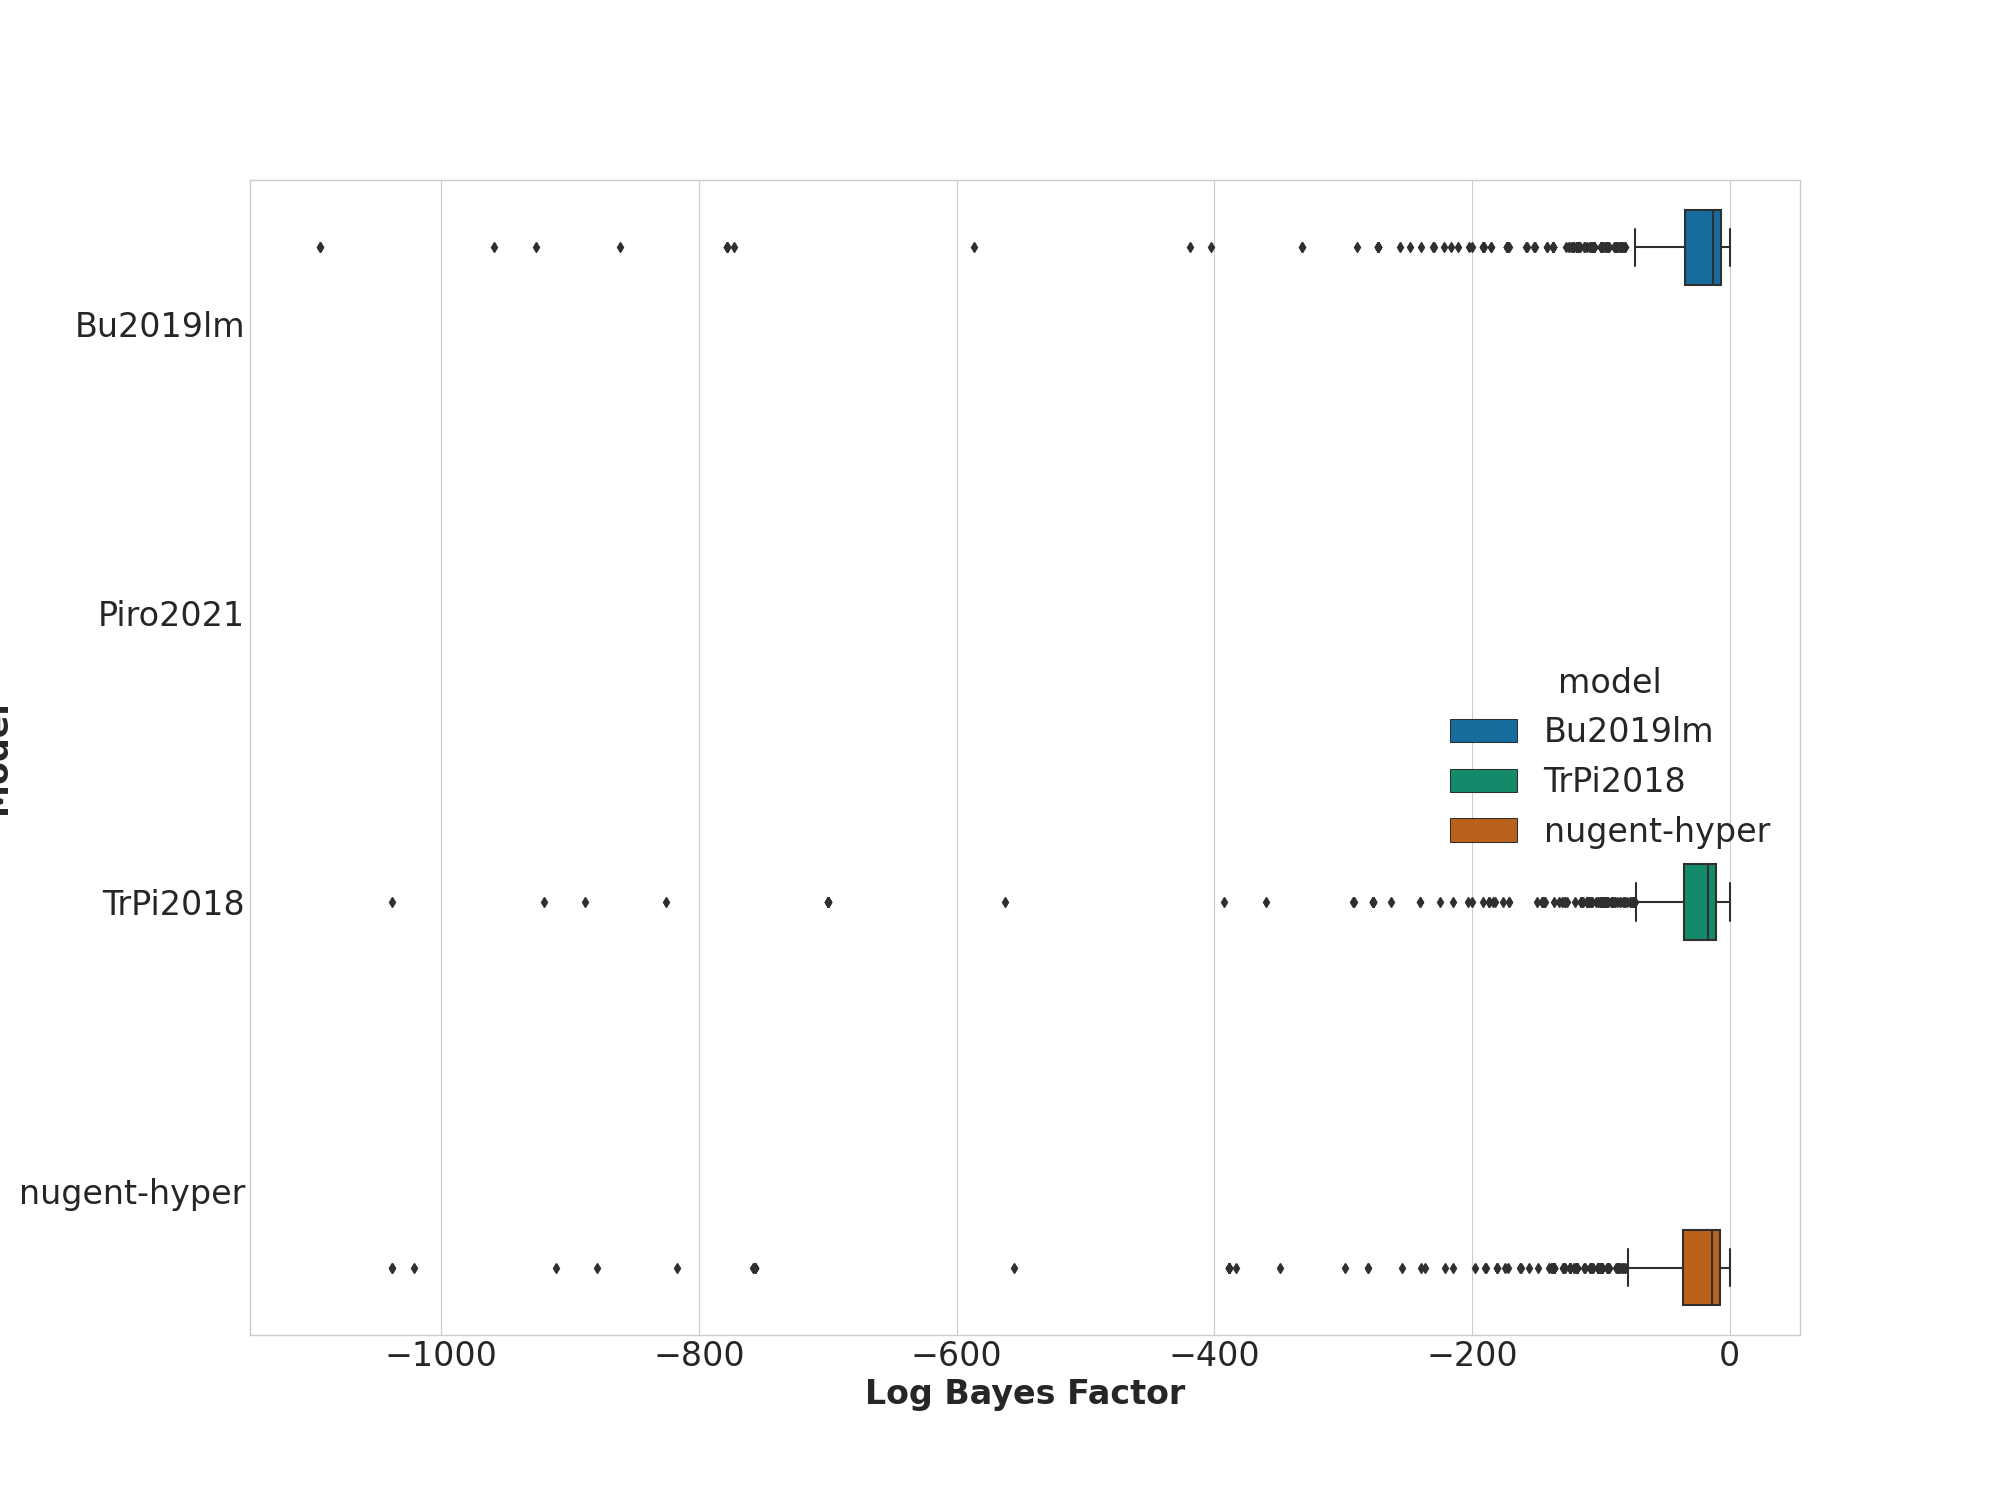 Bu2019lm
Piro2021
TrPi2018
nugent-hyper
model
Bu2019lm
TrPi2018
nugent-hyper
−1000 −800 −600 −400 −200 0
Log Bayes Factor